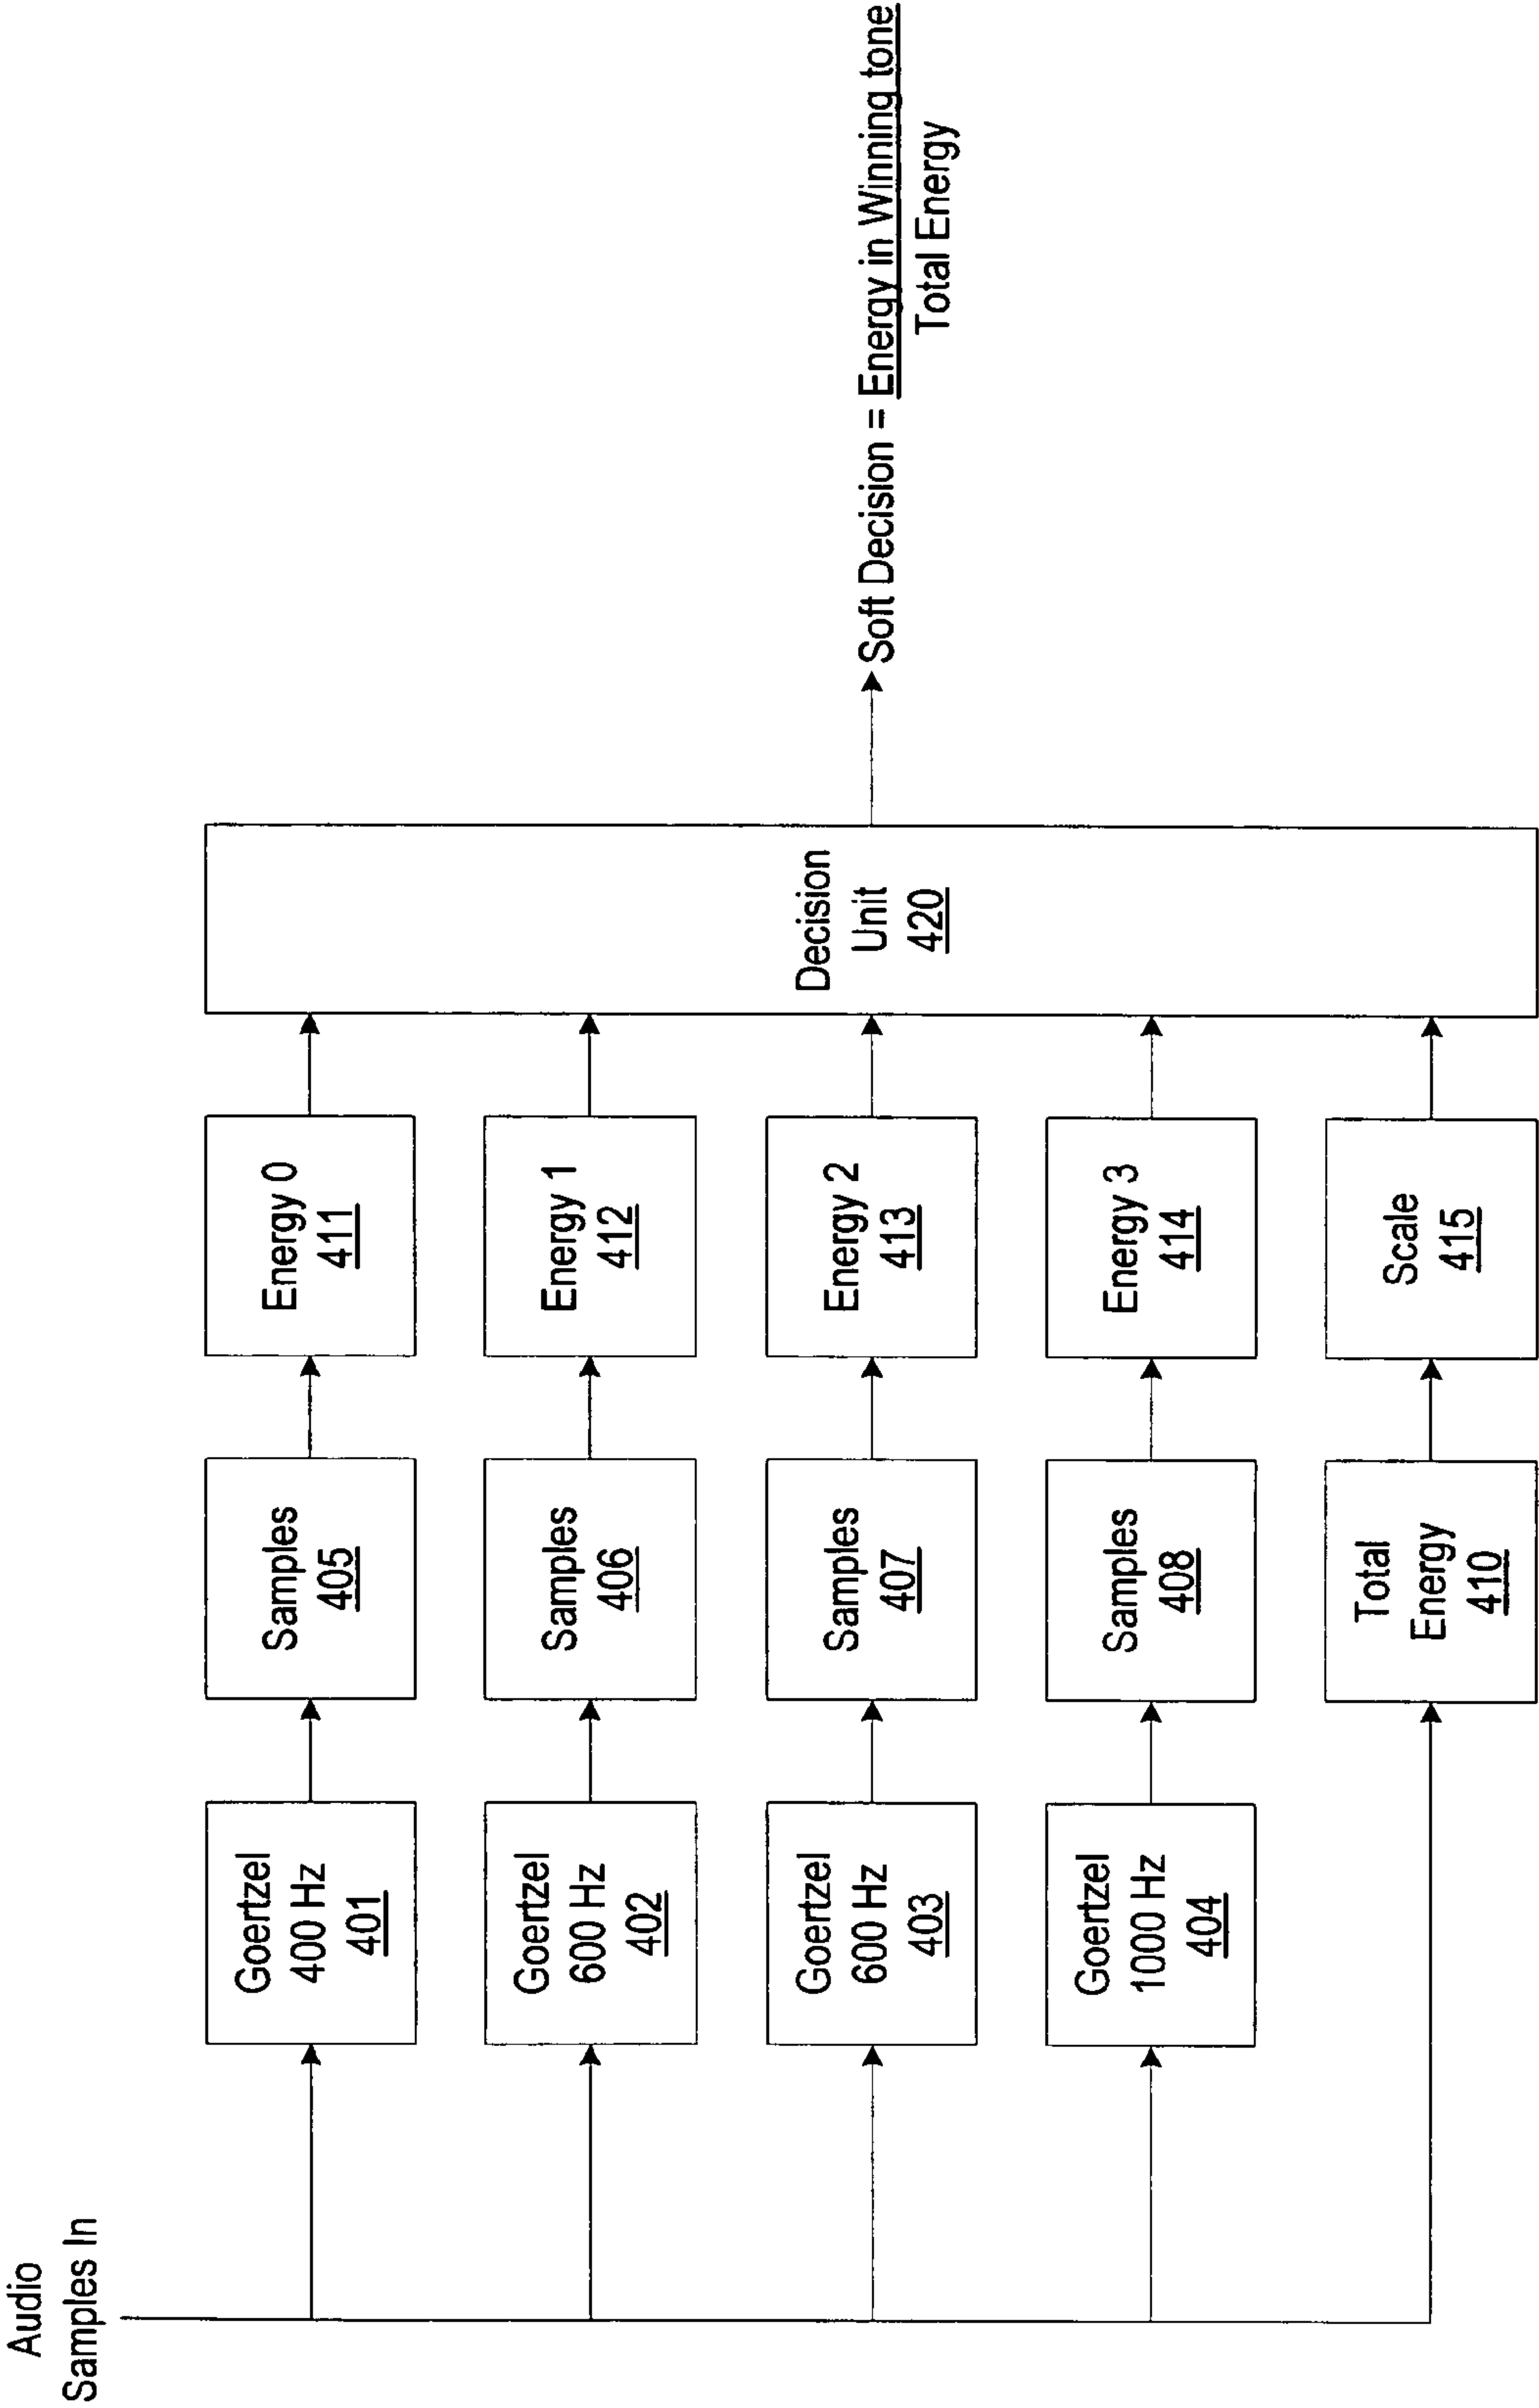 Audio
Samples In
Goertzel
400 Hz
401
Samples
405
Energy 0
411
Goertzel
600 Hz
402
Samples
406
Energy 1
412
Goertzel
600 Hz
403
Samples
407
Energy 2
413
Goertzel
1000 Hz
404
Samples
408
Energy 3
414
Total
Energy
410
Scale
415
Decision
Unit
420
Soft Decision = Energy in Winning tone
Total Energy